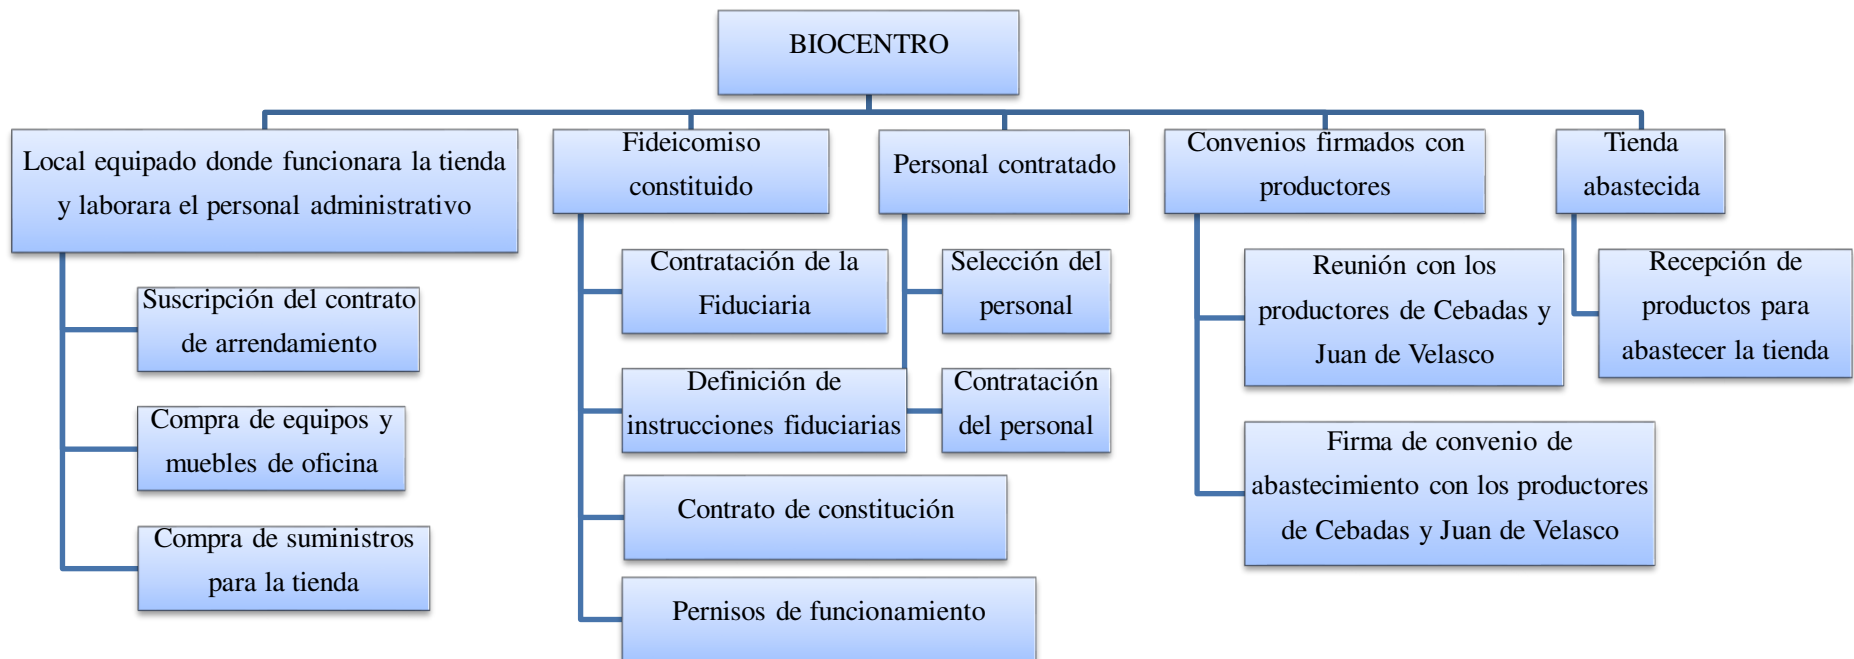 BIOCENTRO
Local equipado donde funcionara la tienda
y laborara el personal administrativo
Suscripción del contrato
de arrendamiento
Compra de equipos y
muebles de oficina
Compra de suministros
para la tienda
Fideicomiso
constituido
Contratación de la
Fiduciaria
Definición de
instrucciones fiduciarias
Contrato de constitución
Pernisos de funcionamiento
Personal contratado
Selección del
personal
Contratación
del personal
Convenios firmados con
productores
Reunión con los
productores de Cebadas y
Juan de Velasco
Firma de convenio de
abastecimiento con los productores
de Cebadas y Juan de Velasco
Tienda
abastecida
Recepción de
productos para
abastecer la tienda